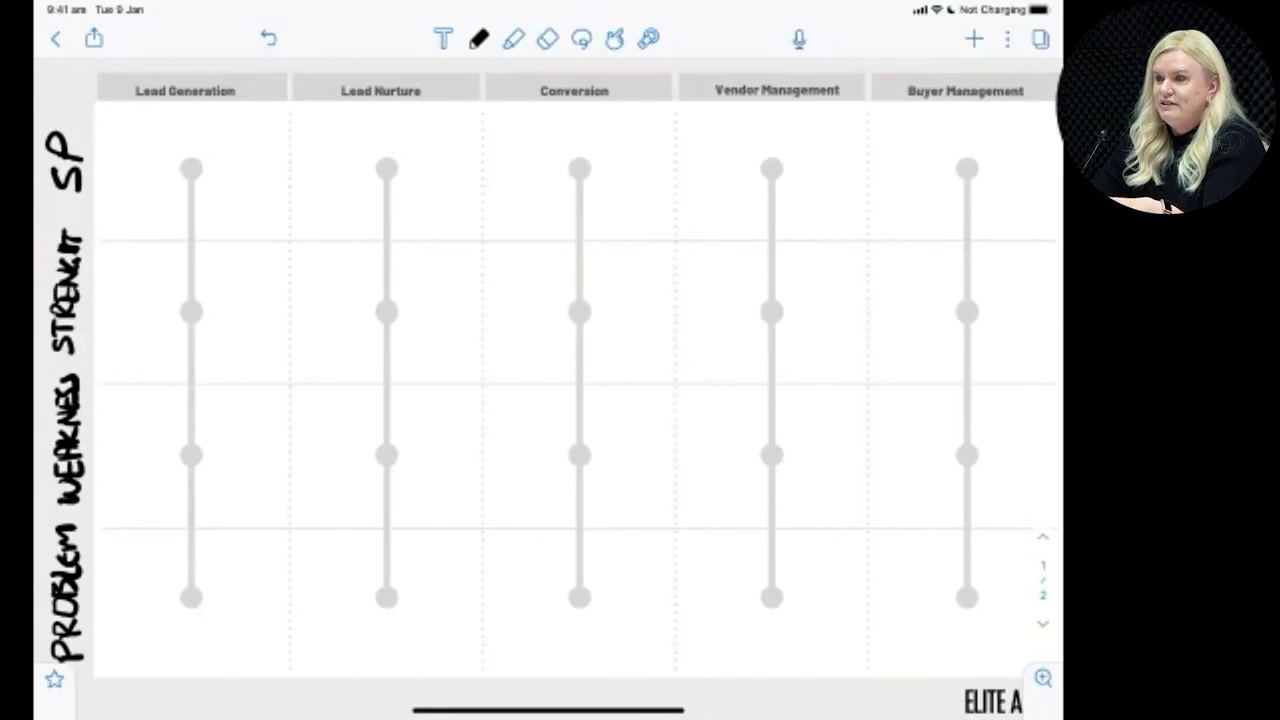 9:41 am Tue 9 Jan
Not Charging
Lead Generation
Lead Nurture
Conversion
Vendor Management
Buyer Management
SP
STRENGHT
WEAKNESS
PROBLEM
1
/
2
ELITE A